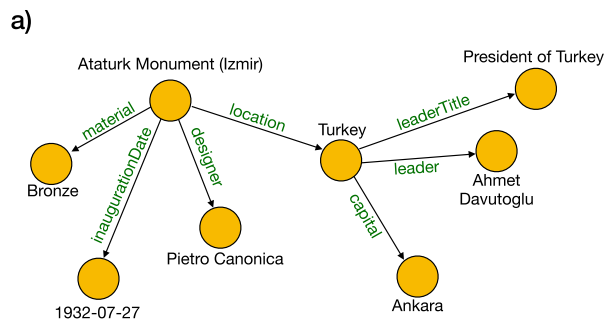 a)
Ataturk Monument (Izmir)
President of Turkey
material
location
Turkey
leaderTitle
inaugurationDate
designer
leader
Bronze
Ahmet
Davutoglu
capital
Pietro Canonica
1932-07-27
Ankara